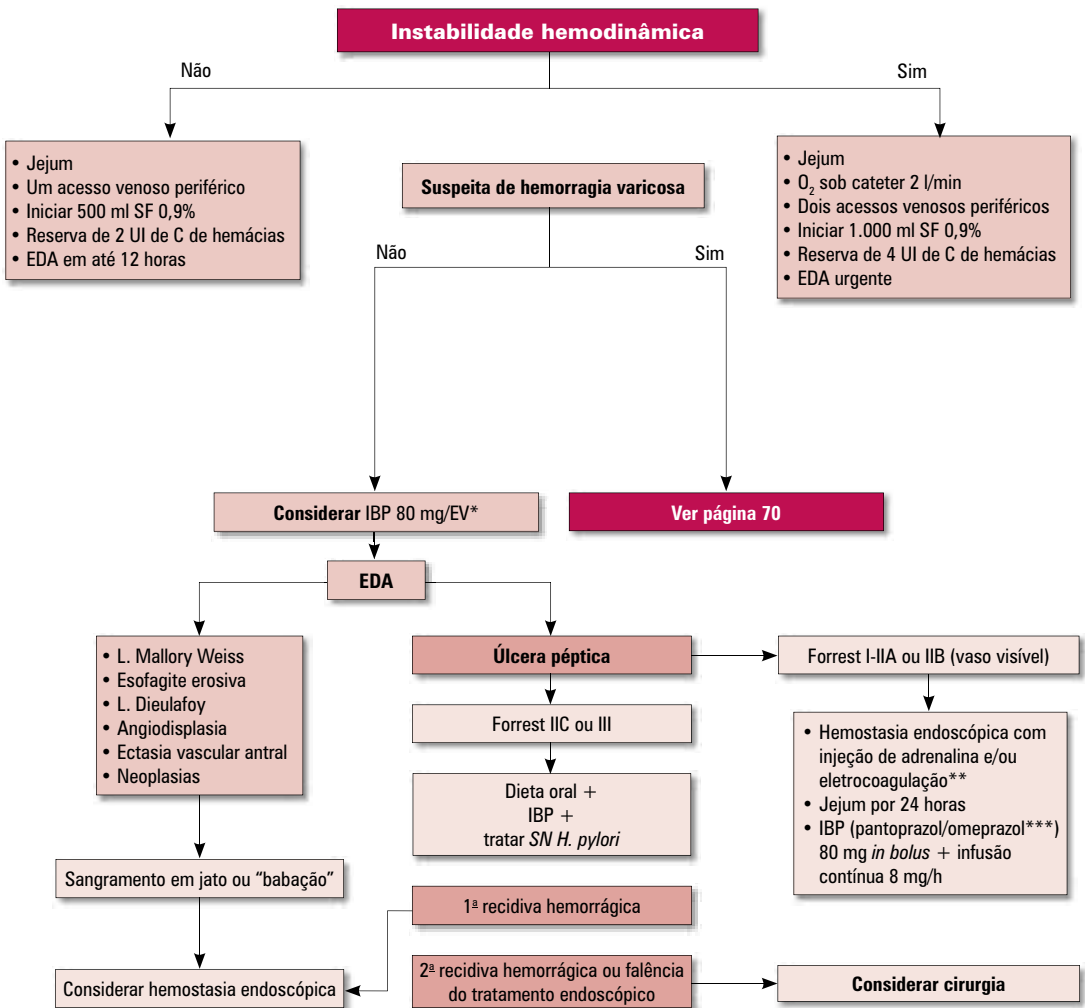 Instabilidade hemodinâmica
Não
Sim
• Jejum
• Um acesso venoso periférico
• Iniciar 500 ml SF 0,9%
• Reserva de 2 UI de C de hemácias
• EDA em até 12 horas
Suspeita de hemorragia varicosa
• Jejum
• O₂ sob cateter 2 l/min
• Dois acessos venosos periféricos
• Iniciar 1.000 ml SF 0,9%
• Reserva de 4 UI de C de hemácias
• EDA urgente
Não
Sim
Considerar IBP 80 mg/EV*
Ver página 70
EDA
• L. Mallory Weiss
• Esofagite erosiva
• L. Dieulafoy
• Angiodisplasia
• Ectasia vascular antral
• Neoplasias
Úlcera péptica
Forrest I-IIA ou IIB (vaso visível)
Forrest IIC ou III
Dieta oral +
IBP +
tratar SN H. pylori
• Hemostasia endoscópica com
injeção de adrenalina e/ou
eletrocoagulação**
• Jejum por 24 horas
• IBP (pantoprazol/omeprazol***)
80 mg in bolus + infusão
contínua 8 mg/h
Sangramento em jato ou “babação”
1ª recidiva hemorrágica
Considerar hemostasia endoscópica
2ª recidiva hemorrágica ou falência
do tratamento endoscópico
Considerar cirurgia